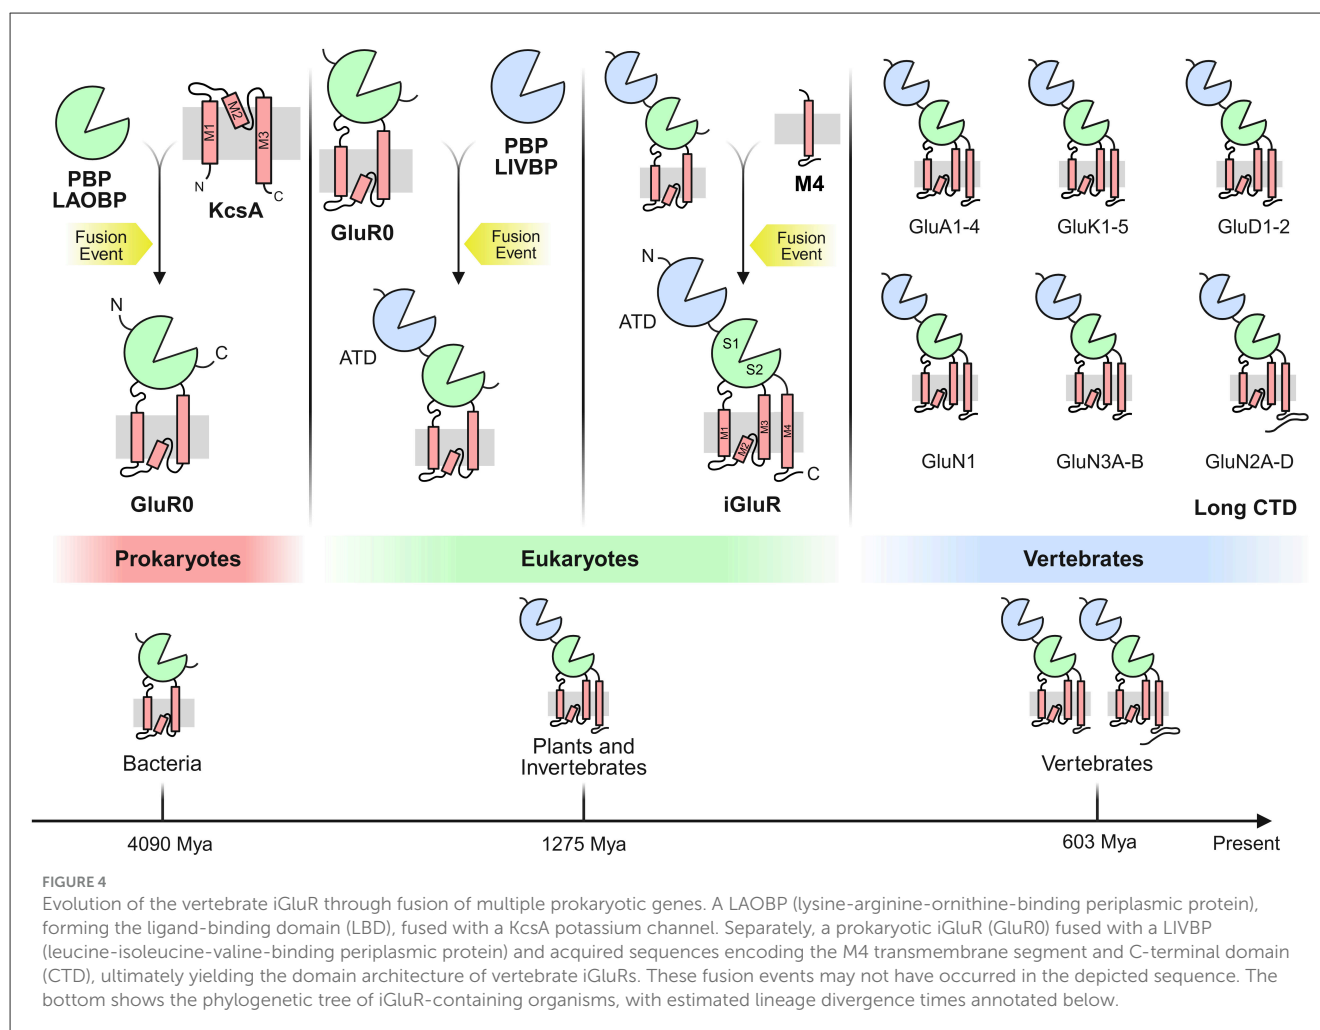 PBP
LAOBP
M1
M2
M3
N
C
KcsA
Fusion
Event
N
C
GluR0
GluR0
PBP
LIVBP
Fusion
Event
ATD
M4
Fusion
Event
N
ATD
S1
S2
M1
M2
M3
M4
C
iGluR
GluA1-4
GluK1-5
GluD1-2
GluN1
GluN3A-B
GluN2A-D
Long CTD
Prokaryotes
Eukaryotes
Vertebrates
Bacteria
Plants and
Invertebrates
Vertebrates
4090 Mya
1275 Mya
603 Mya
Present
FIGURE 4
Evolution of the vertebrate iGluR through fusion of multiple prokaryotic genes. A LAOBP (lysine-arginine-ornithine-binding periplasmic protein),
forming the ligand-binding domain (LBD), fused with a KcsA potassium channel. Separately, a prokaryotic iGluR (GluR0) fused with a LIVBP
(leucine-isoleucine-valine-binding periplasmic protein) and acquired sequences encoding the M4 transmembrane segment and C-terminal domain
(CTD), ultimately yielding the domain architecture of vertebrate iGluRs. These fusion events may not have occurred in the depicted sequence. The
bottom shows the phylogenetic tree of iGluR-containing organisms, with estimated lineage divergence times annotated below.